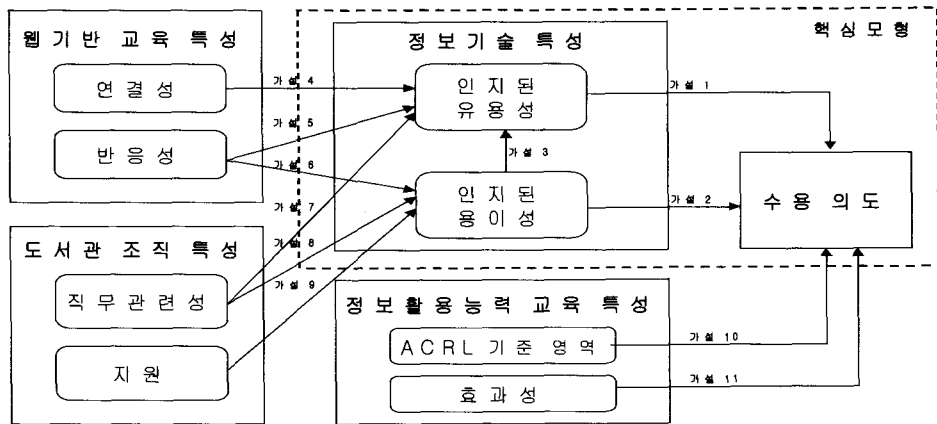 웹기반 교육 특성
연결성
반응성
도서관 조직 특성
직무관련성
지원
가설 4
가설 5
가설 6
가설 7
가설 8
가설 9
정보기술 특성
인지된
유용성
가설 3
인지된
용이성
핵심모형
가설 1
가설 2
수용 의도
정보활용능력 교육 특성
ACRL 기준 영역
효과성
가설 10
가설 11